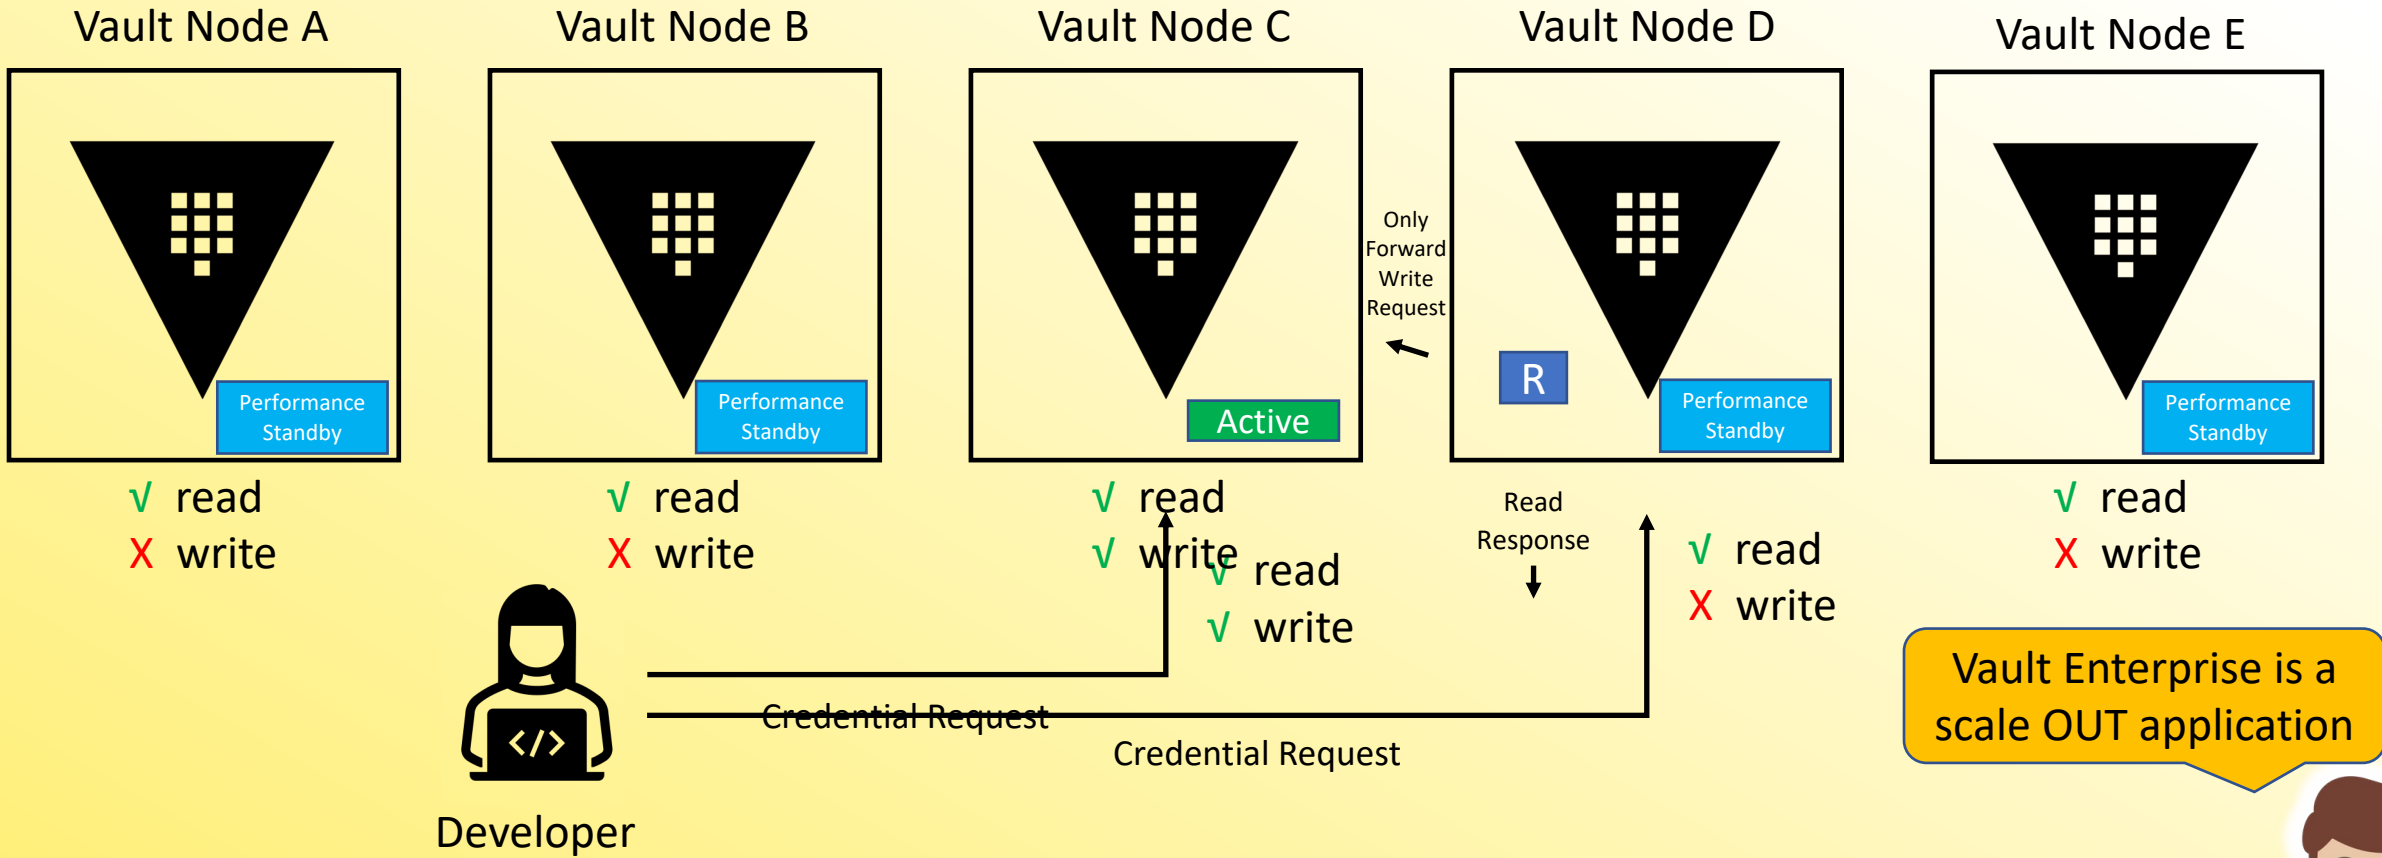 Vault Node A
Vault Node B
Vault Node C
Vault Node D
Vault Node E
Performance
Standby
Performance
Standby
Active
Only
Forward
Write
Request
R
Performance
Standby
Performance
Standby
√ read
X write
√ read
X write
√ read
√ write
√ read
√ write
Read
Response
√ read
X write
√ read
X write
Credential Request
Credential Request
Developer
Vault Enterprise is a
scale OUT application
</>